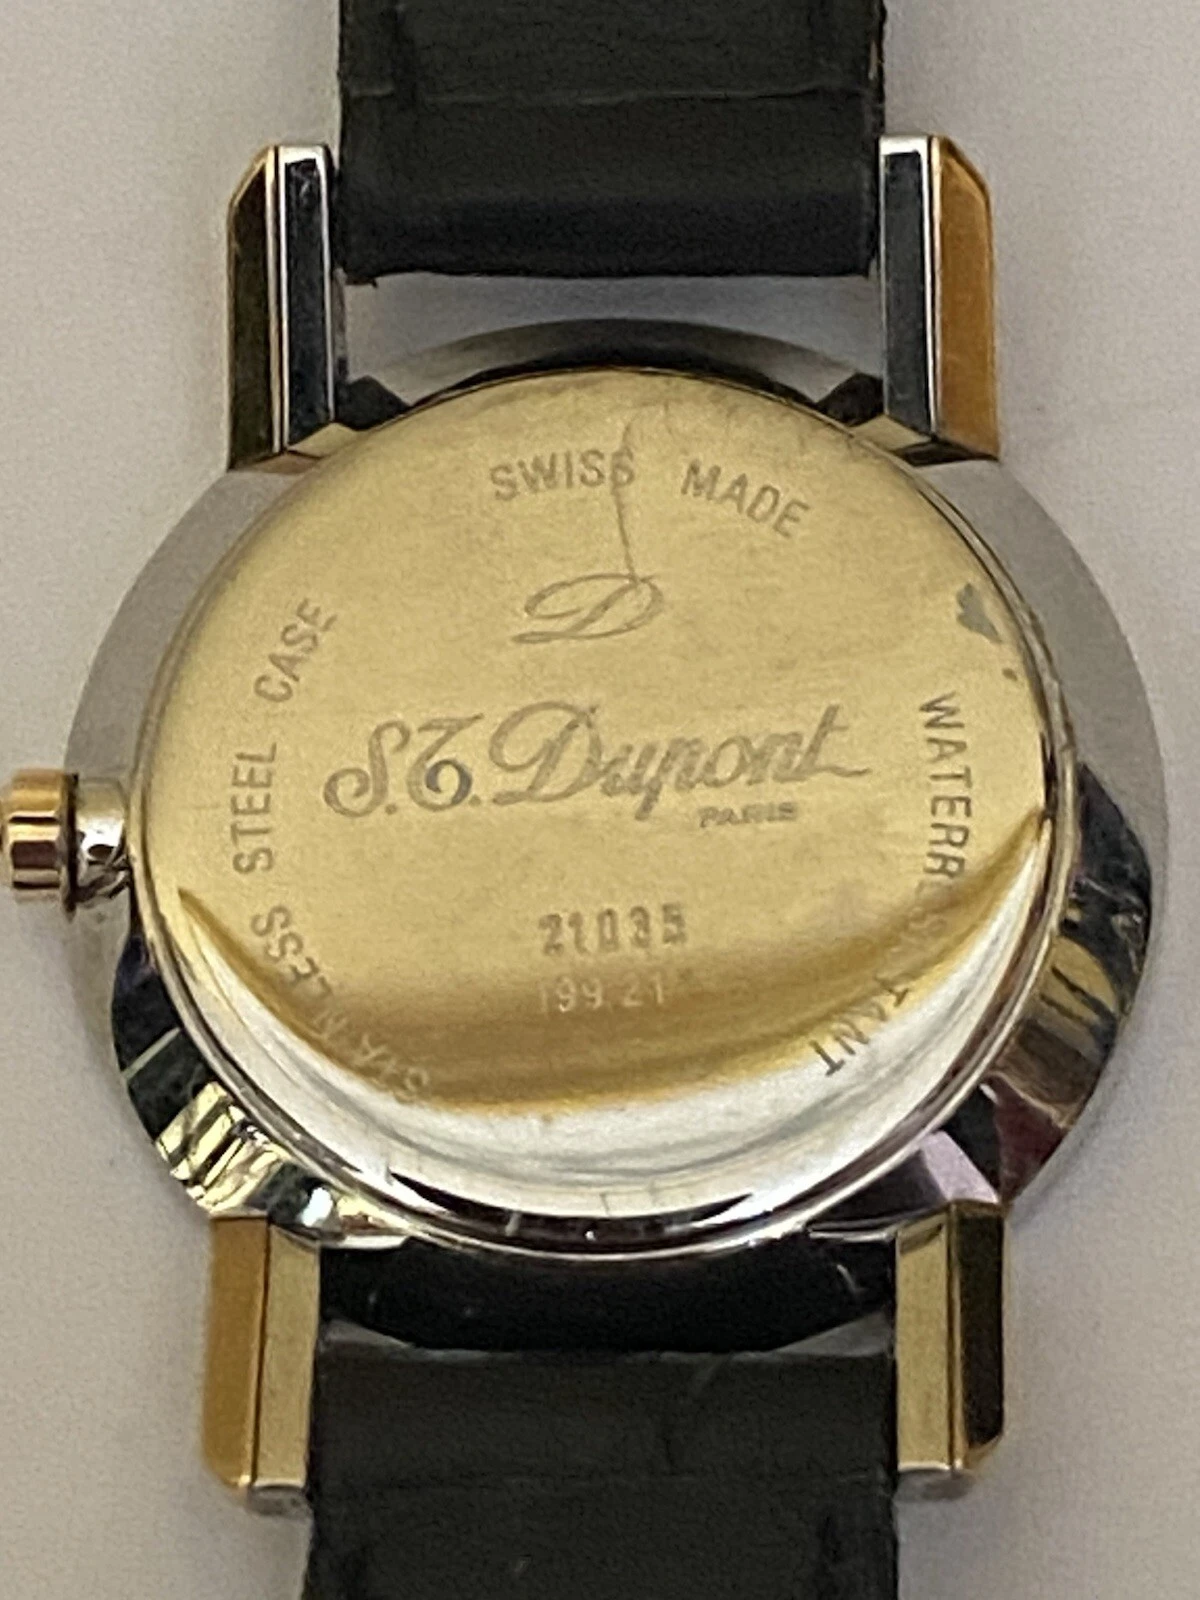 SWISS MADE
D
S.T. Dupont
PARIS
21035
199.21
STAINLESS STEEL CASE
WATERRESISTANT